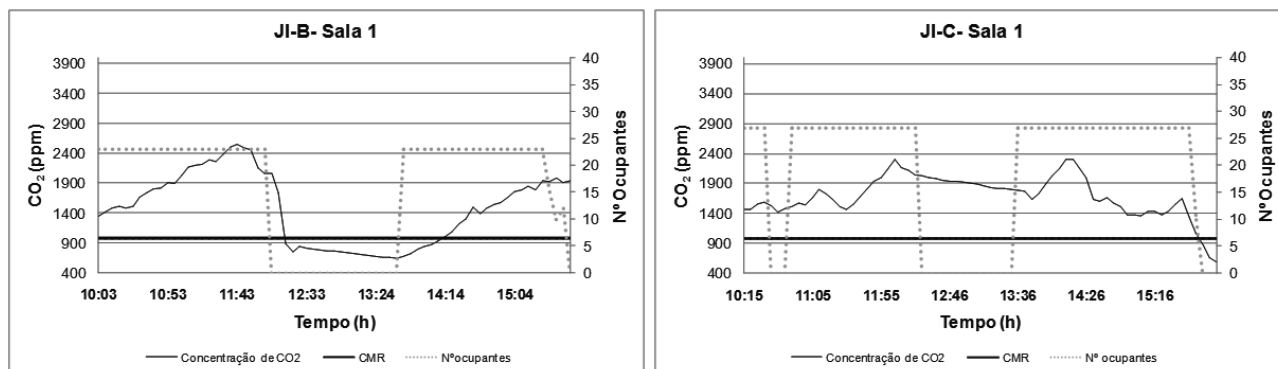 JI-B- Sala 1
CO2 (ppm)
3900
3400
2900
2400
1900
1400
900
400
40
35
30
25
20
15
10
5
0
Nº Ocupantes
10:03 10:53 11:43 12:33 13:24 14:14 15:04
Tempo (h)
Concentração de CO2 CMR Nºocupantes
JI-C- Sala 1
CO2 (ppm)
3900
3400
2900
2400
1900
1400
900
400
40
35
30
25
20
15
10
5
0
Nº Ocupantes
10:15 11:05 11:55 12:46 13:36 14:26 15:16
Tempo (h)
Concentração de CO2 CMR Nº ocupantes